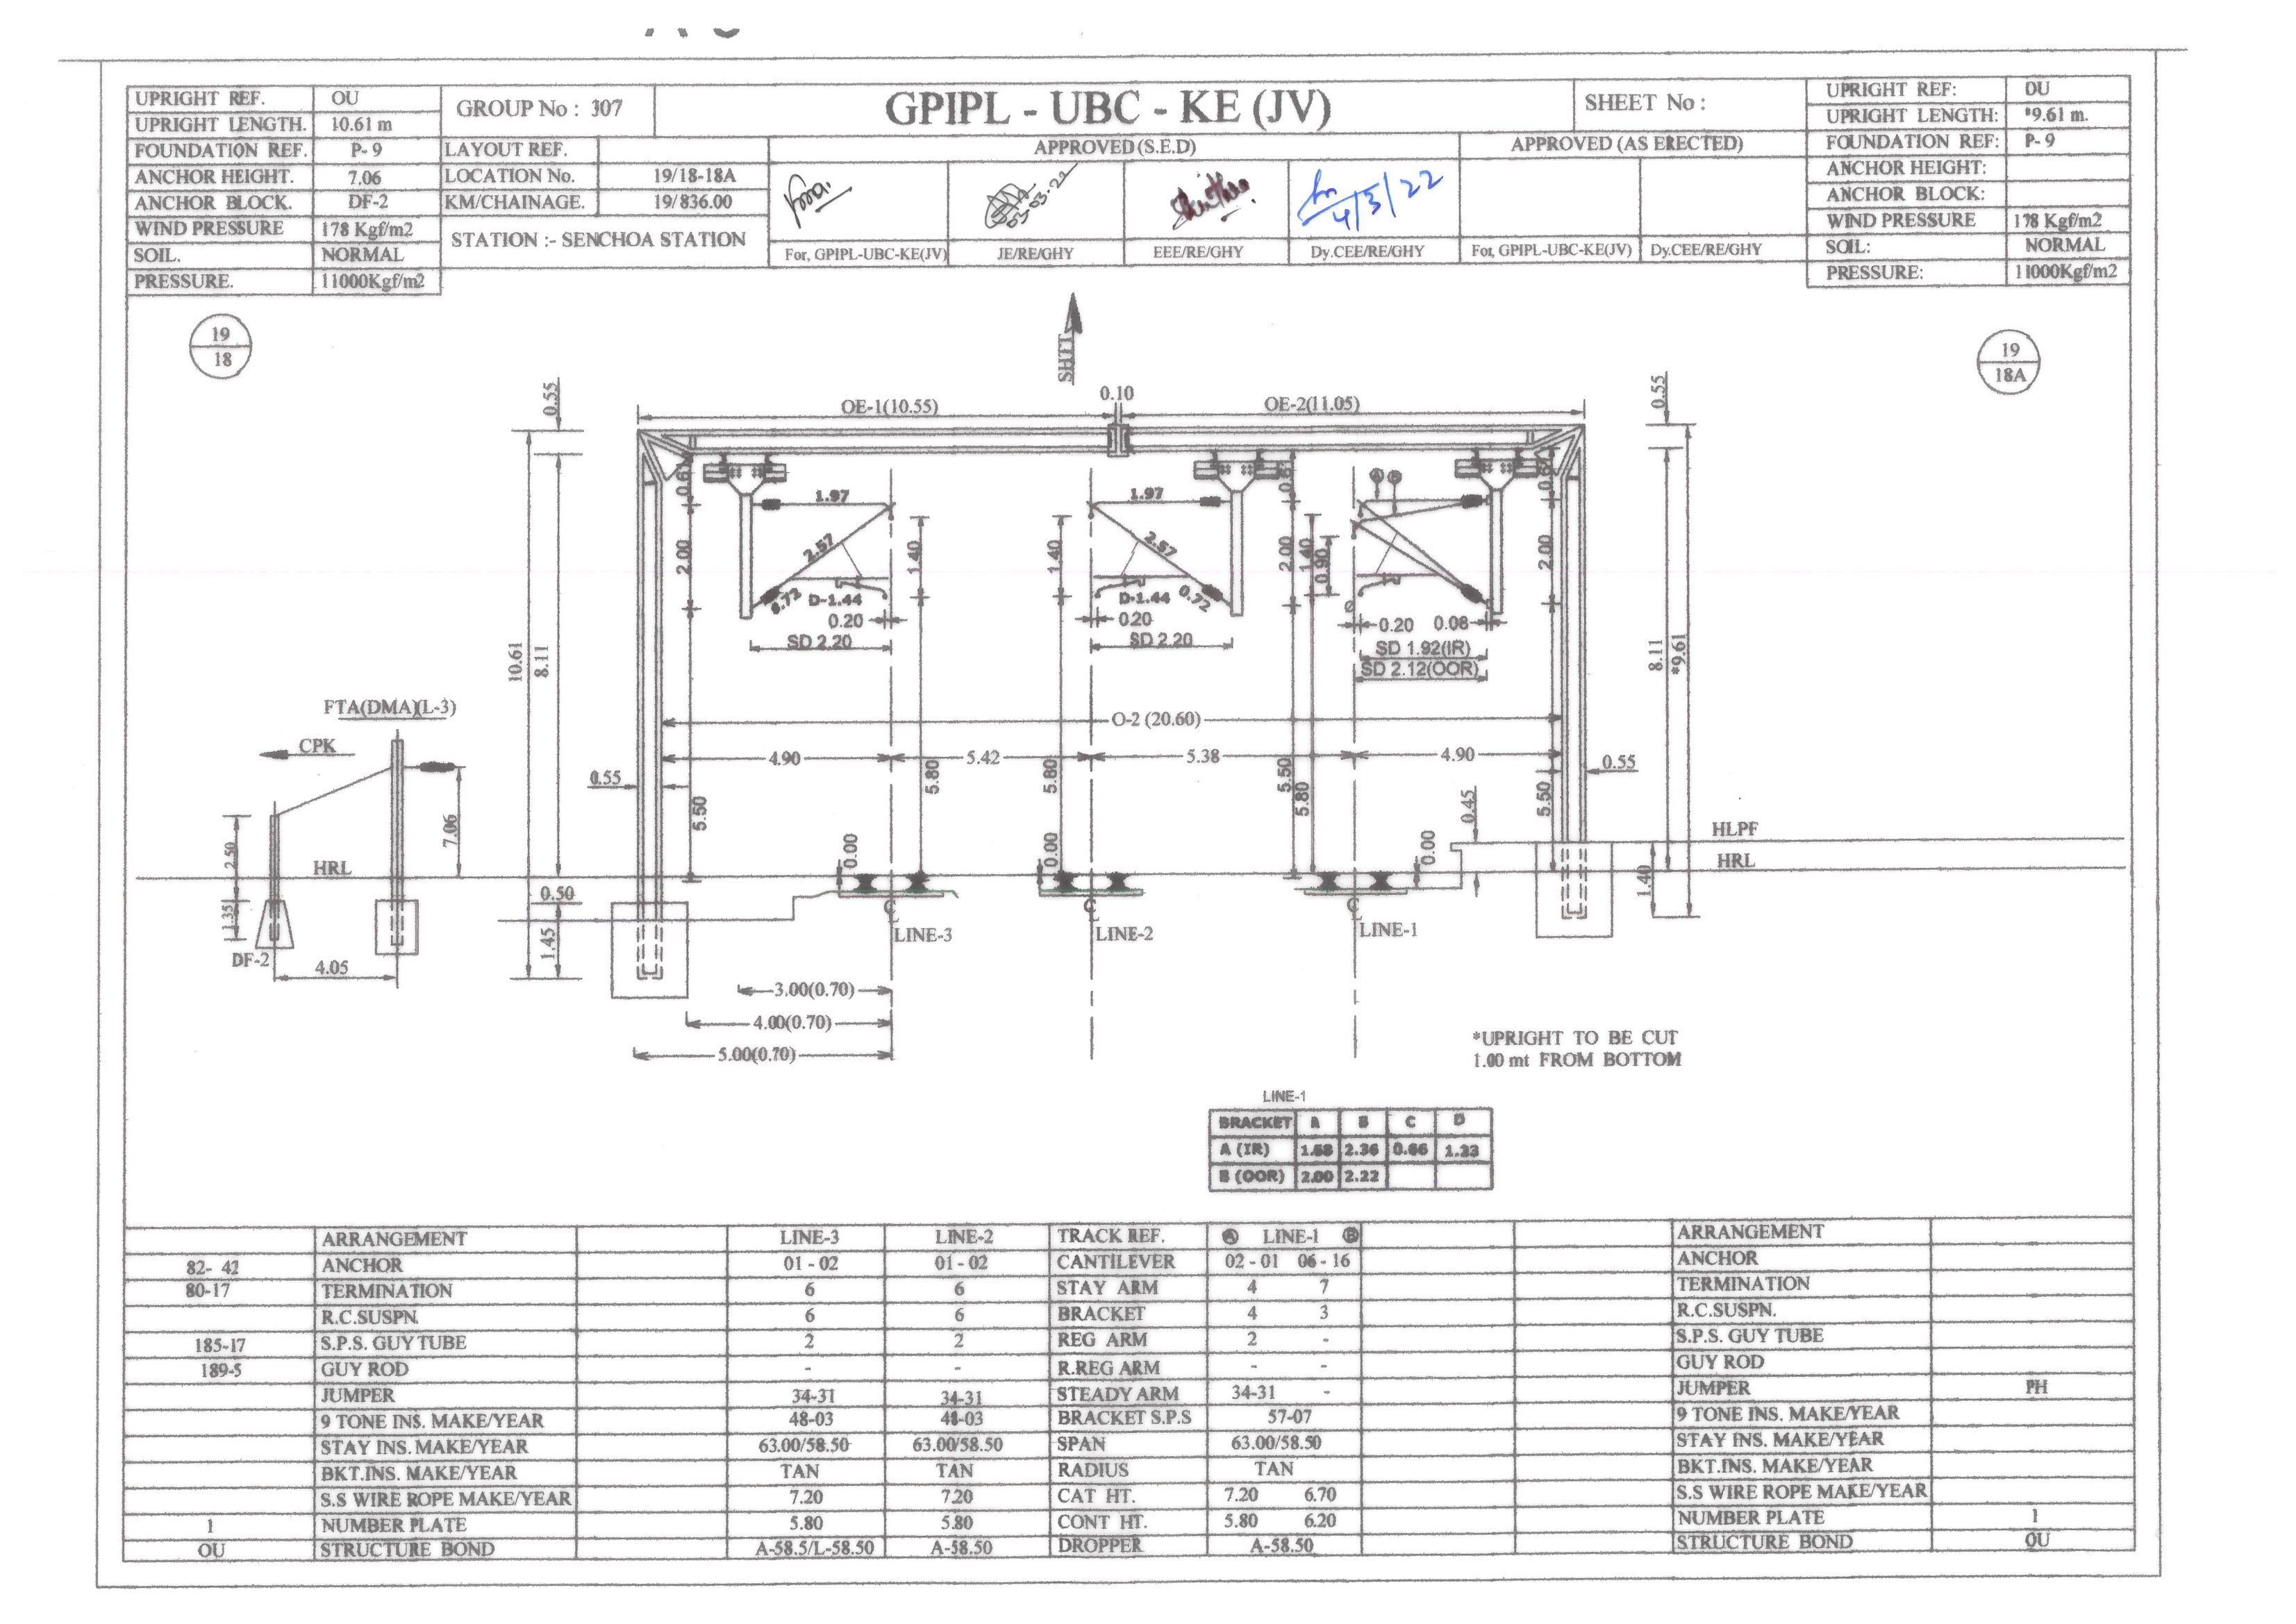 UPRIGHT REF. OU
UPRIGHT LENGTH. 10.61 m
FOUNDATION REF. P- 9
ANCHOR HEIGHT. 7.06
ANCHOR BLOCK. DF-2
WIND PRESSURE 178 Kgf/m2
SOIL. NORMAL
PRESSURE. 11000Kgf/m2
GROUP No : 307
LAYOUT REF.
LOCATION No. 19/18-18A
KM/CHAINAGE. 19/836.00
STATION :- SENCHOA STATION
GPIPL - UBC - KE (JV)
SHEET No :
APPROVED (S.E.D)
APPROVED (AS ERECTED)
03-03-22
4/3/22
For, GPIPL-UBC-KE(JV) JE/RE/GHY EEE/RE/GHY Dy.CEE/RE/GHY For, GPIPL-UBC-KE(JV) Dy.CEE/RE/GHY
UPRIGHT REF: OU
UPRIGHT LENGTH: *9.61 m.
FOUNDATION REF: P- 9
ANCHOR HEIGHT:
ANCHOR BLOCK:
WIND PRESSURE 178 Kgf/m2
SOIL: NORMAL
PRESSURE: 11000Kgf/m2
19
18
19
18A
SHTT
0.55
OE-1(10.55)
0.10
OE-2(11.05)
0.55
0.67
1.97
2.57
2.00
1.40
0.72
D-1.44
0.20
SD 2.20
1.97
2.57
1.40
D-1.44
0.72
0.20
SD 2.20
0.67
2.00
1.40
0.90
A B
0.67
2.00
0.20 0.08
SD 1.92(IR)
SD 2.12(OOR)
10.61
8.11
8.11
*9.61
O-2 (20.60)
4.90 5.42 5.38 4.90
0.55
0.55
5.50
5.80
5.80
5.50
5.80
5.50
0.45
0.00
0.00
0.00
FTA(DMA)(L-3)
CPK
7.06
2.50
HRL
1.35
DF-2
4.05
0.50
1.45
HLPF
HRL
1.40
C L
LINE-3
C L
LINE-2
C L
LINE-1
3.00(0.70)
4.00(0.70)
5.00(0.70)
*UPRIGHT TO BE CUT
1.00 mt FROM BOTTOM
LINE-1
BRACKET A B C D
A (IR) 1.58 2.36 0.66 1.23
B (OOR) 2.00 2.22
ARRANGEMENT LINE-3 LINE-2 TRACK REF. A LINE-1 B ARRANGEMENT
82- 42 ANCHOR 01 - 02 01 - 02 CANTILEVER 02 - 01 06 - 16 ANCHOR
80-17 TERMINATION 6 6 STAY ARM 4 7 TERMINATION
R.C.SUSPN. 6 6 BRACKET 4 3 R.C.SUSPN.
185-17 S.P.S. GUY TUBE 2 2 REG ARM 2 - S.P.S. GUY TUBE
189-5 GUY ROD - - R.REG ARM - - GUY ROD
JUMPER 34-31 34-31 STEADY ARM 34-31 - JUMPER PH
9 TONE INS. MAKE/YEAR 48-03 48-03 BRACKET S.P.S 57-07 9 TONE INS. MAKE/YEAR
STAY INS. MAKE/YEAR 63.00/58.50 63.00/58.50 SPAN 63.00/58.50 STAY INS. MAKE/YEAR
BKT.INS. MAKE/YEAR TAN TAN RADIUS TAN BKT.INS. MAKE/YEAR
S.S WIRE ROPE MAKE/YEAR 7.20 7.20 CAT HT. 7.20 6.70 S.S WIRE ROPE MAKE/YEAR
1 NUMBER PLATE 5.80 5.80 CONT HT. 5.80 6.20 NUMBER PLATE 1
OU STRUCTURE BOND A-58.5/L-58.50 A-58.50 DROPPER A-58.50 STRUCTURE BOND OU